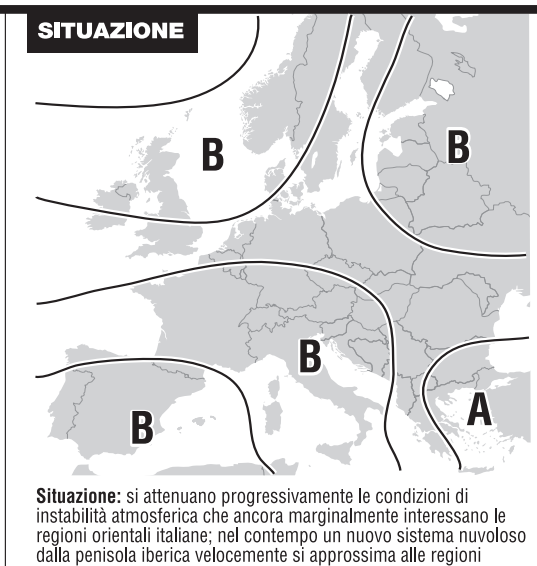 SITUAZIONE
B
B
B
B
A
Situazione: si attenuano progressivamente le condizioni di
instabilità atmosferica che ancora marginalmente interessano le
regioni orientali italiane; nel contempo un nuovo sistema nuvoloso
dalla penisola iberica velocemente si approssima alle regioni